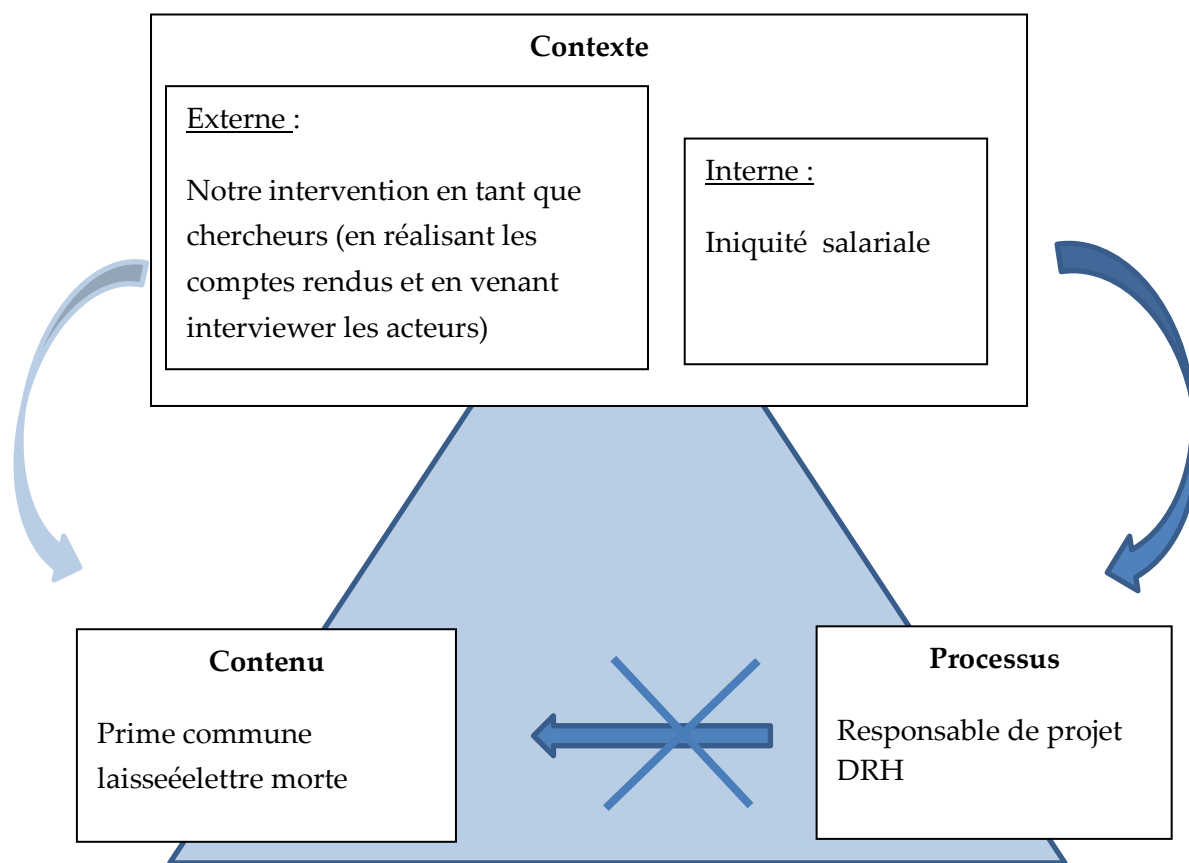 Contexte
Externe :
Notre intervention en tant que
chercheurs (en réalisant les
comptes rendus et en venant
interviewer les acteurs)
Interne :
Iniquité salariale
Contenu
Prime commune
laisseéelettre morte
Processus
Responsable de projet
DRH